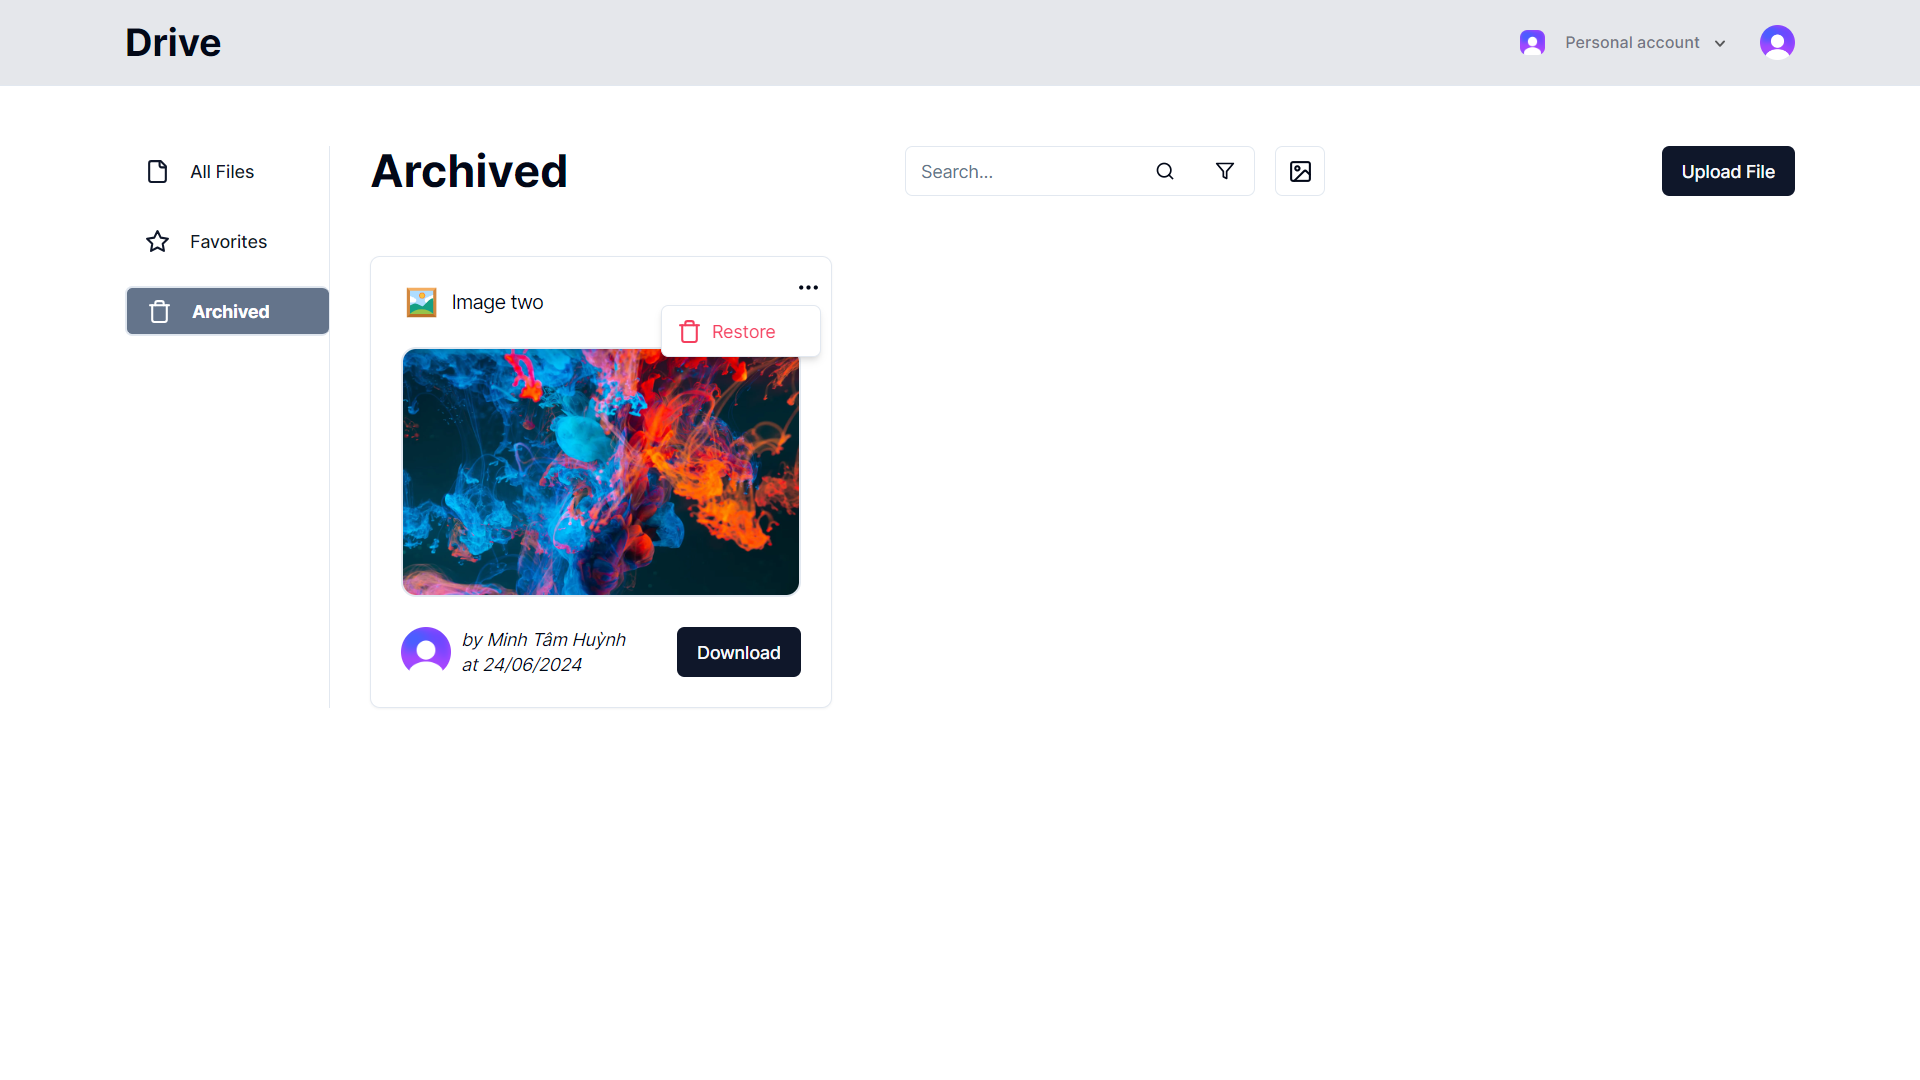 Drive
Personal account
All Files
Favorites
Archived
Archived
Search...
Upload File
Image two
Restore
by Minh Tâm Huỳnh
at 24/06/2024
Download